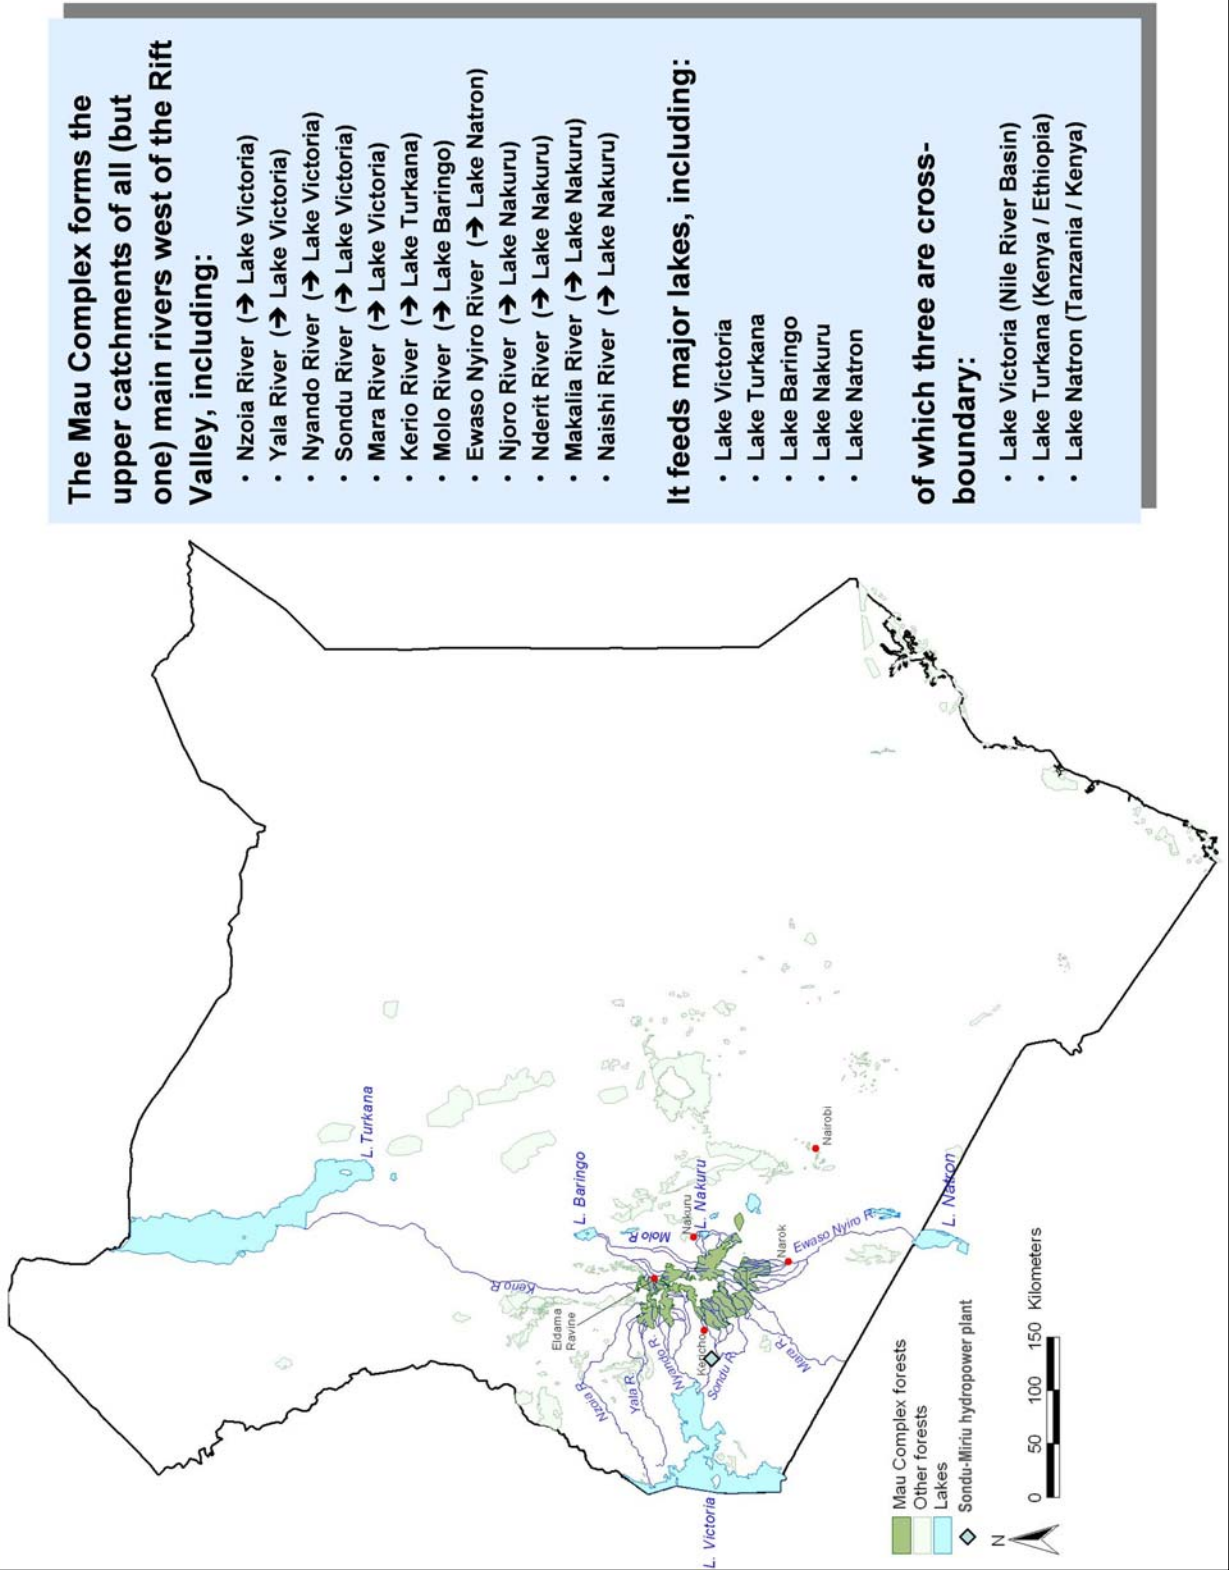 The Mau Complex forms the
upper catchments of all (but
one) main rivers west of the Rift
Valley, including:
• Nzoia River (➔ Lake Victoria)
• Yala River (➔ Lake Victoria)
• Nyando River (➔ Lake Victoria)
• Sondu River (➔ Lake Victoria)
• Mara River (➔ Lake Victoria)
• Kerio River (➔ Lake Turkana)
• Molo River (➔ Lake Baringo)
• Ewaso Nyiro River (➔ Lake Natron)
• Njoro River (➔ Lake Nakuru)
• Nderit River (➔ Lake Nakuru)
• Makalia River (➔ Lake Nakuru)
• Naishi River (➔ Lake Nakuru)
It feeds major lakes, including:
• Lake Victoria
• Lake Turkana
• Lake Baringo
• Lake Nakuru
• Lake Natron
of which three are cross-
boundary:
• Lake Victoria (Nile River Basin)
• Lake Turkana (Kenya / Ethiopia)
• Lake Natron (Tanzania / Kenya)
L.Turkana
Kerio R.
L. Baringo
Eldama
Ravine
Molo R.
Nzoia R.
Yala R.
Nyando R.
Nakuru
L. Nakuru
Kericho
Sondu R.
L. Victoria
Narok
Mara R.
Nairobi
Ewaso Nyiro R.
L. Natron
Mau Complex forests
Other forests
Lakes
Sondu-Miriu hydropower plant
N
0 50 100 150 Kilometers